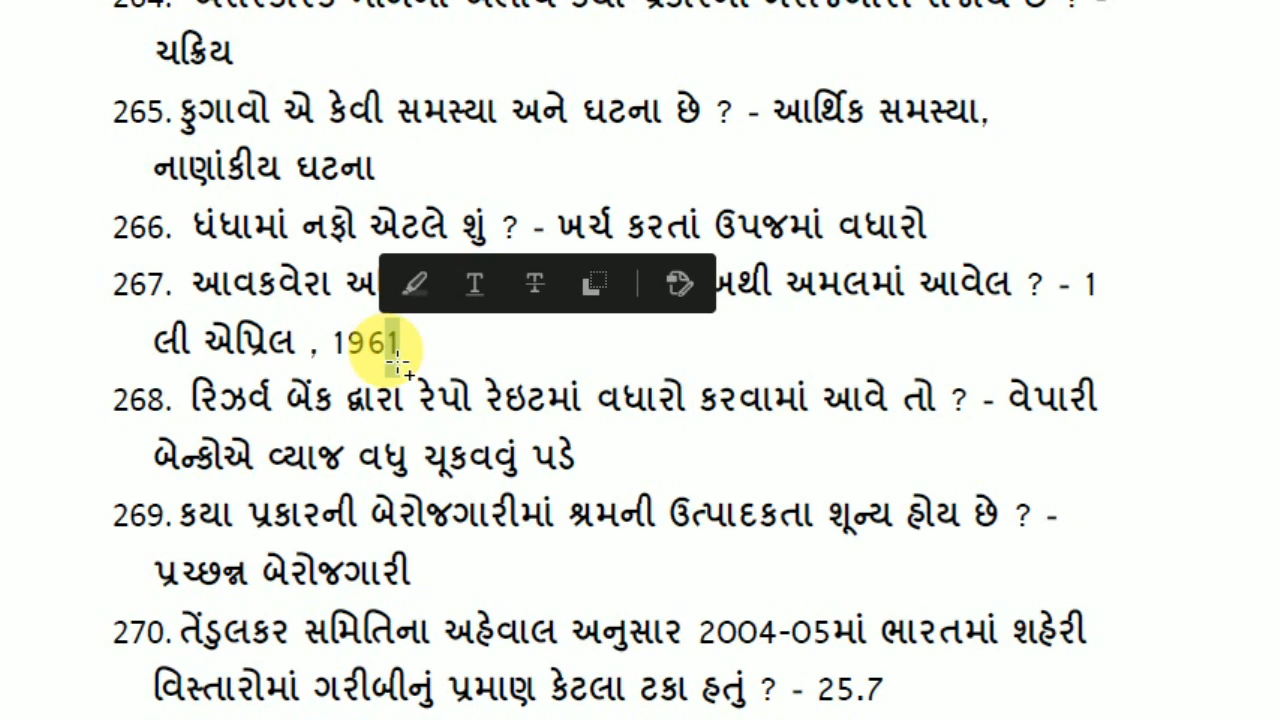 ચક્રિય
265. ફુગાવો એ કેવી સમસ્યા અને ઘટના છે ? - આર્થિક સમસ્યા,
નાણાંકીય ઘટના
266. ધંધામાં નફો એટલે શું ? - ખર્ચ કરતાં ઉપજમાં વધારો
267. આવકવેરા અમલમાં આવેલ ? - 1
લી એપ્રિલ , 1961
268. રિઝર્વ બેંક દ્વારા રેપો રેઇટમાં વધારો કરવામાં આવે તો ? - વેપારી
બેન્કોએ વ્યાજ વધુ ચૂકવવું પડે
269. કયા પ્રકારની બેરોજગારીમાં શ્રમની ઉત્પાદકતા શૂન્ય હોય છે ? -
પ્રચ્છન્ન બેરોજગારી
270. તેંડુલકર સમિતિના અહેવાલ અનુસાર 2004-05માં ભારતમાં શહેરી
વિસ્તારોમાં ગરીબીનું પ્રમાણ કેટલા ટકા હતું ? - 25.7